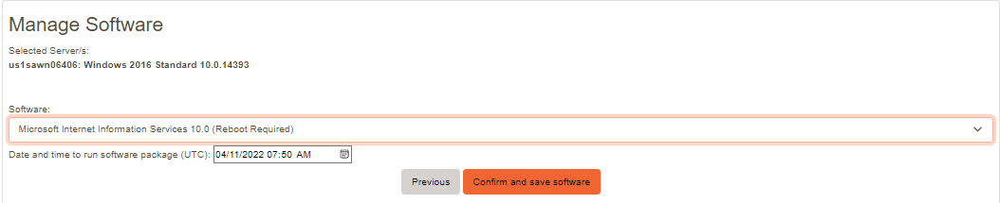 Manage Software
Selected Server/s:
us1sawn06406: Windows 2016 Standard 10.0.14393
Software:
Microsoft Internet Information Services 10.0 (Reboot Required)
Date and time to run software package (UTC): 04/11/2022 07:50 AM
Previous Confirm and save software